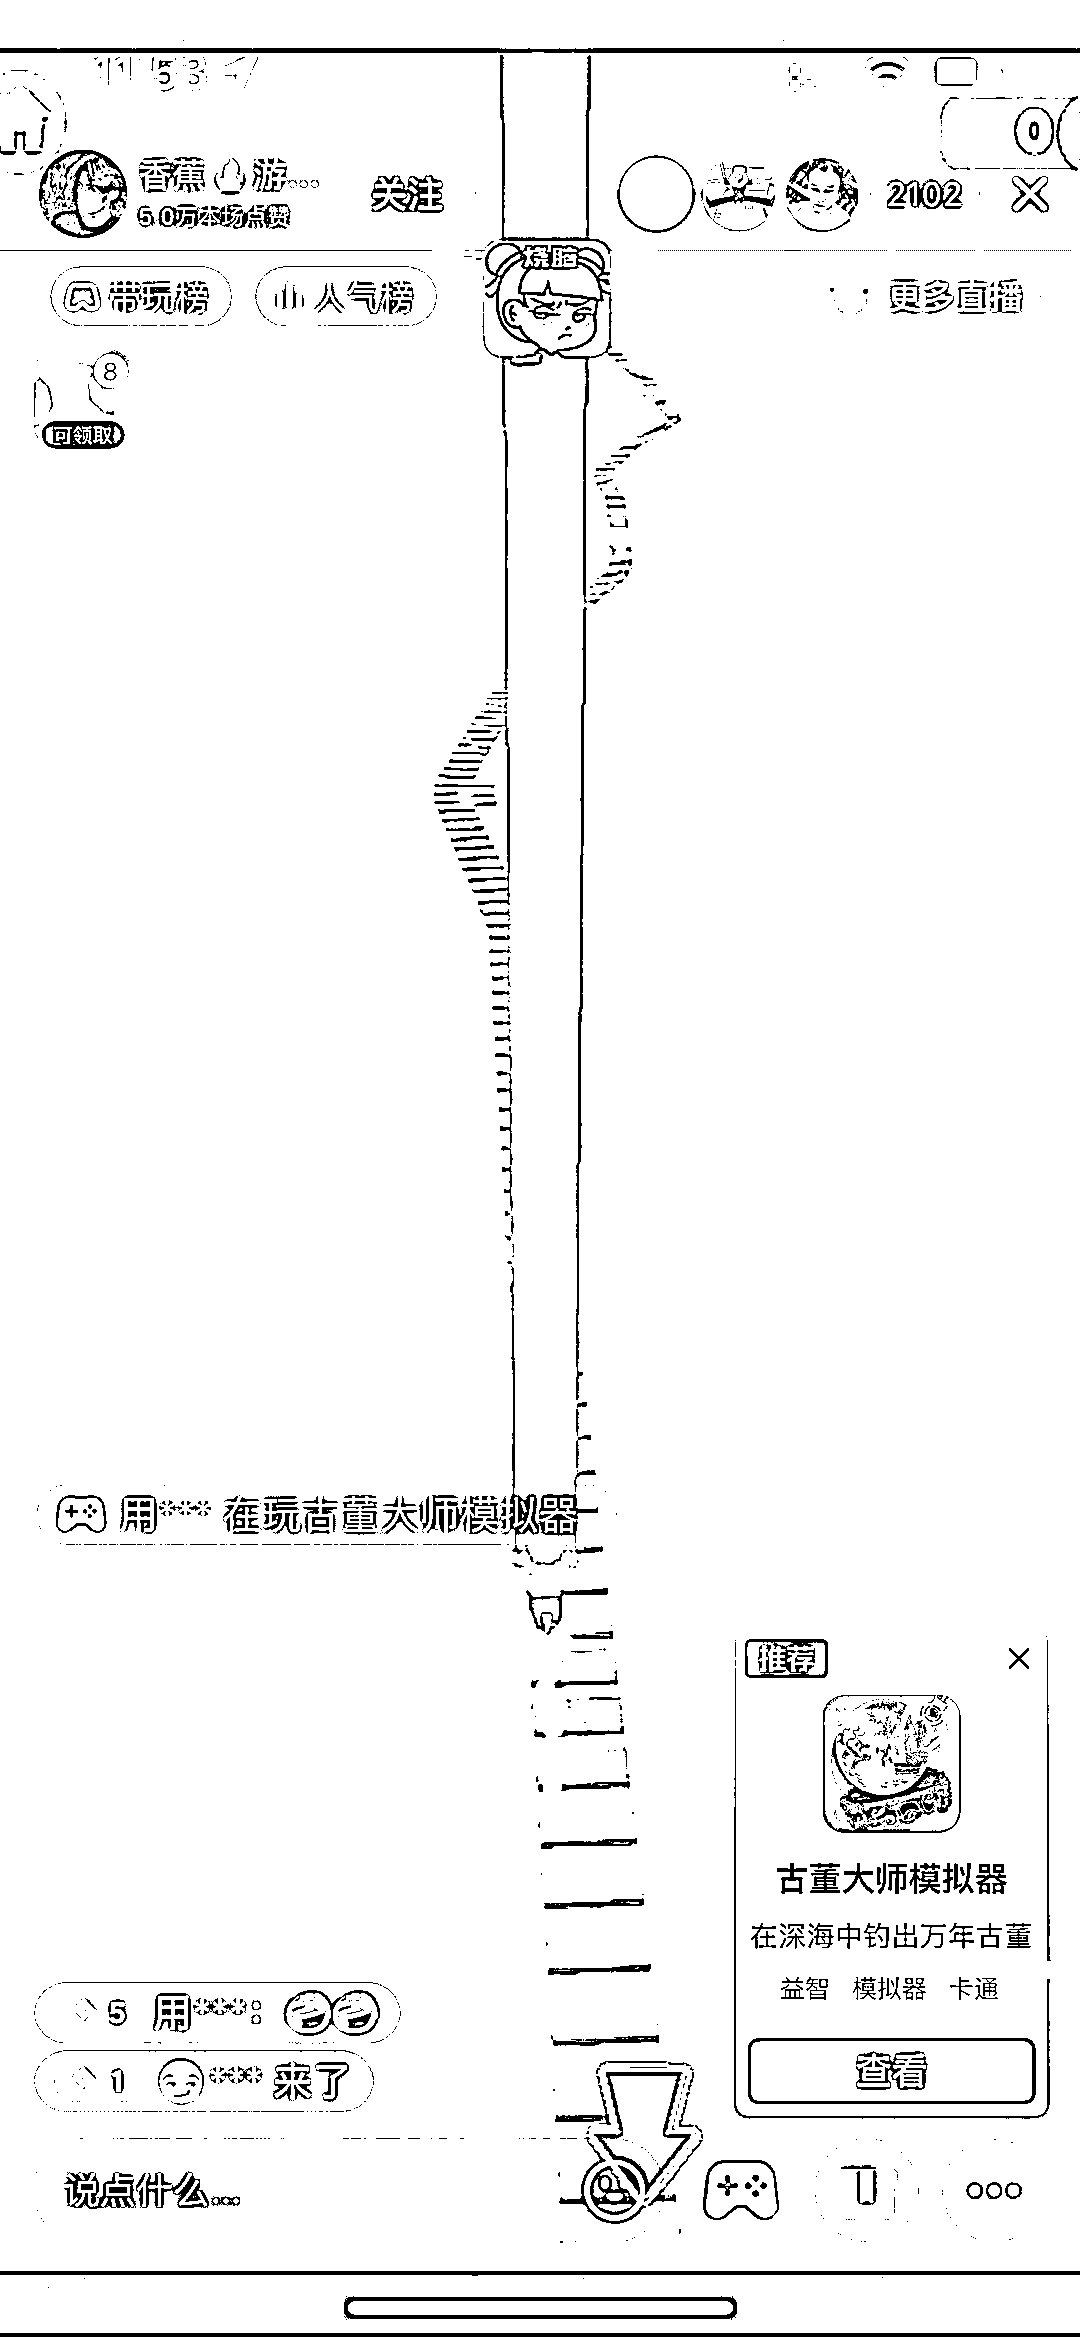 11 53
0
香蕉 游...
5.0万本场点赞
关注
2102
烧脑
带玩榜
人气榜
更多直播
8
可领取
用*** 在玩古董大师模拟器
推荐
古董大师模拟器
在深海中钓出万年古董
益智 模拟器 卡通
查看
5 用***:
1 *** 来了
说点什么...